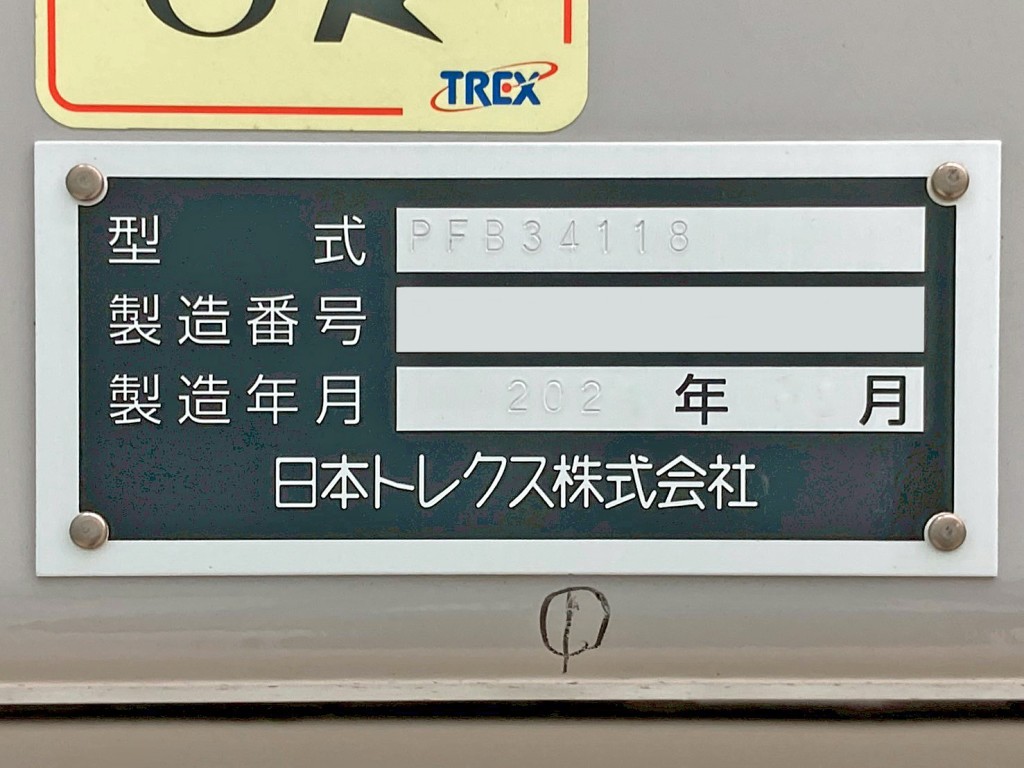 OK
TREX
型式 PFB34118
製造番号
製造年月 202 年 月
日本トレクス株式会社